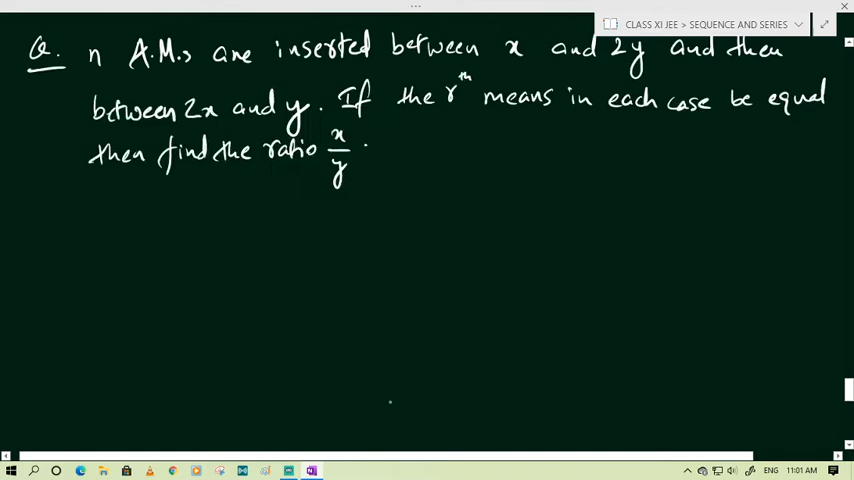 ...
CLASS XI JEE > SEQUENCE AND SERIES
Q. n A.M.s are inserted between x and 2y and then
between 2x and y. If the rth means in each case be equal
then find the ratio x/y.
ENG 11:01 AM